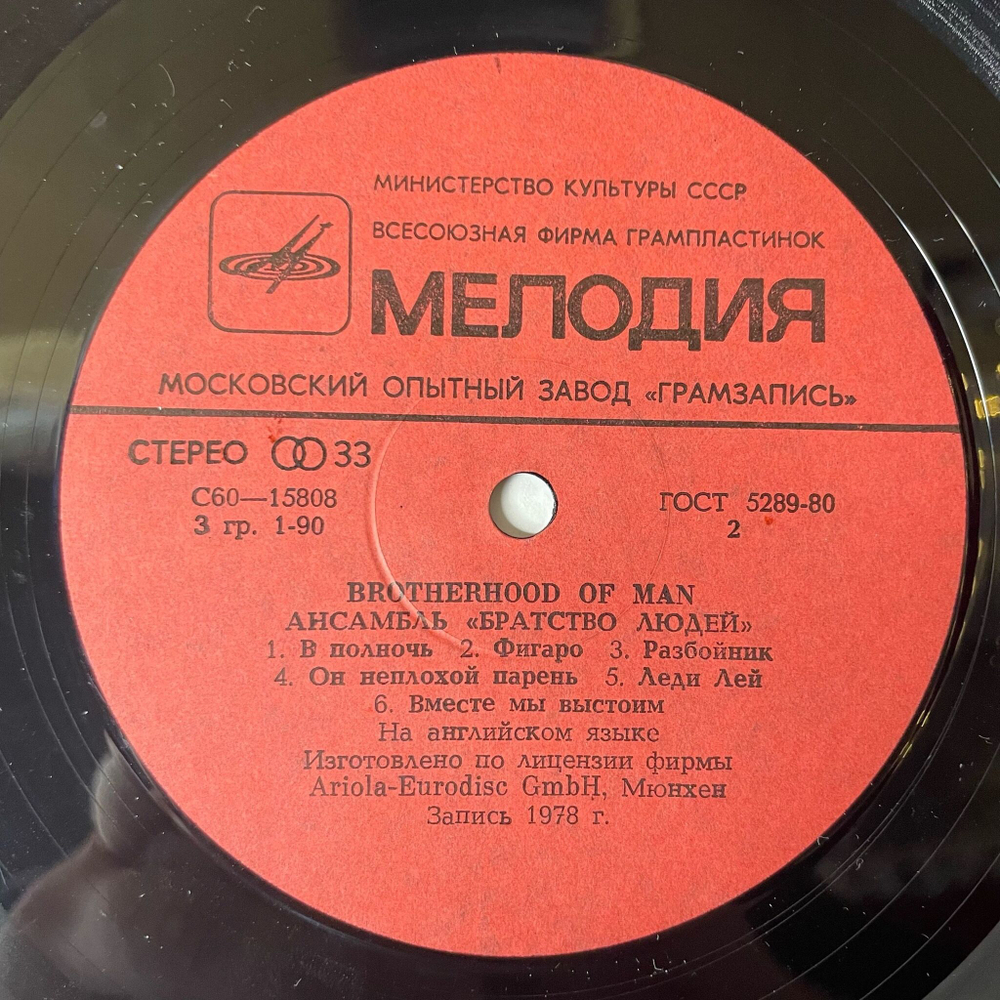 МИНИСТЕРСТВО КУЛЬТУРЫ СССР
ВСЕСОЮЗНАЯ ФИРМА ГРАМПЛАСТИНОК
МЕЛОДИЯ
МОСКОВСКИЙ ОПЫТНЫЙ ЗАВОД «ГРАМЗАПИСЬ»
СТЕРЕО 33
С60—15808
ГОСТ 5289-80
3 гр. 1-90
2
BROTHERHOOD OF MAN
АНСАМБЛЬ «БРАТСТВО ЛЮДЕЙ»
1. В полночь 2. Фигаро 3. Разбойник
4. Он неплохой парень 5. Леди Лей
6. Вместе мы выстоим
На английском языке
Изготовлено по лицензии фирмы
Ariola-Eurodisc GmbH, Мюнхен
Запись 1978 г.